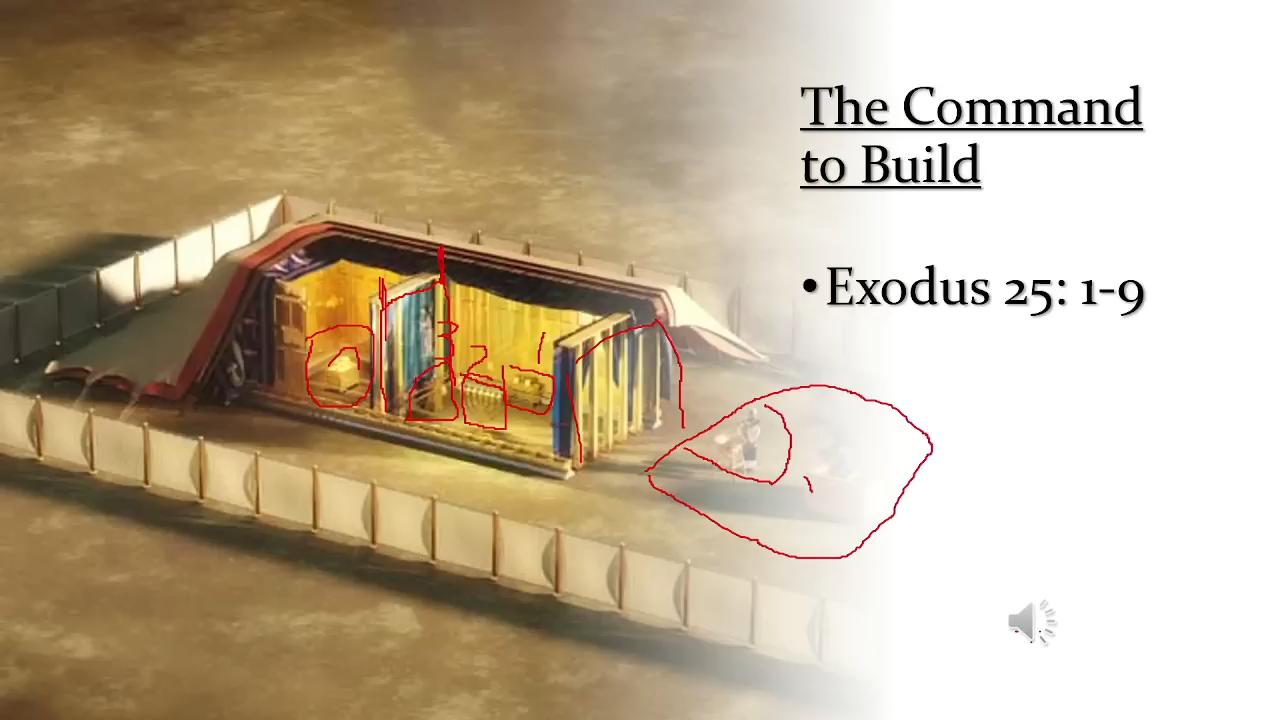 The Command
to Build
•Exodus 25: 1-9